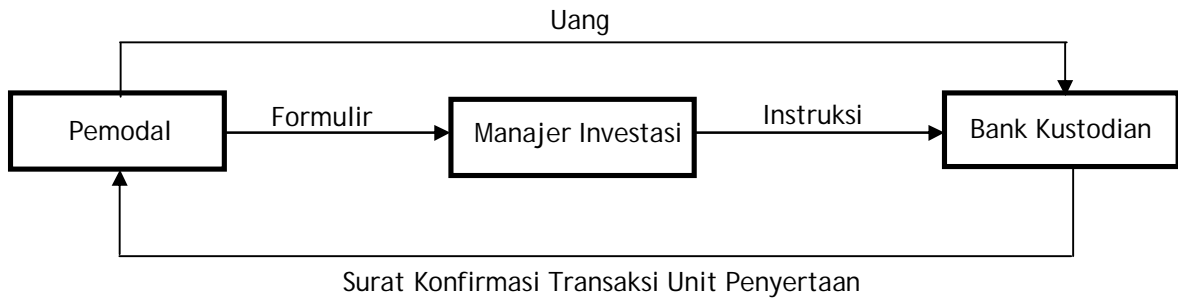 Uang
Pemodal
Formulir
Manajer Investasi
Instruksi
Bank Kustodian
Surat Konfirmasi Transaksi Unit Penyertaan